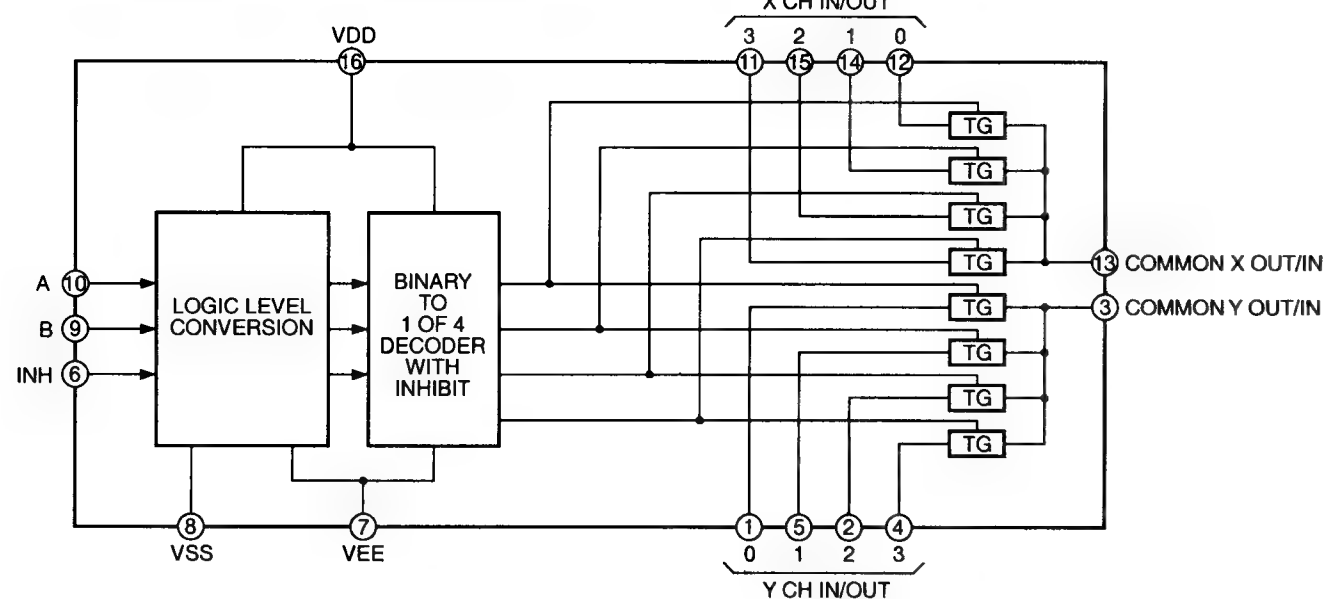 X CH IN/OUT
3 2 1 0
VDD
16 11 15 14 12
TG
TG
TG
TG
13 COMMON X OUT/IN
A 10
B 9
INH 6
LOGIC LEVEL
CONVERSION
BINARY
TO
1 OF 4
DECODER
WITH
INHIBIT
TG
3 COMMON Y OUT/IN
TG
TG
TG
8 7 1 5 2 4
VSS VEE 0 1 2 3
Y CH IN/OUT